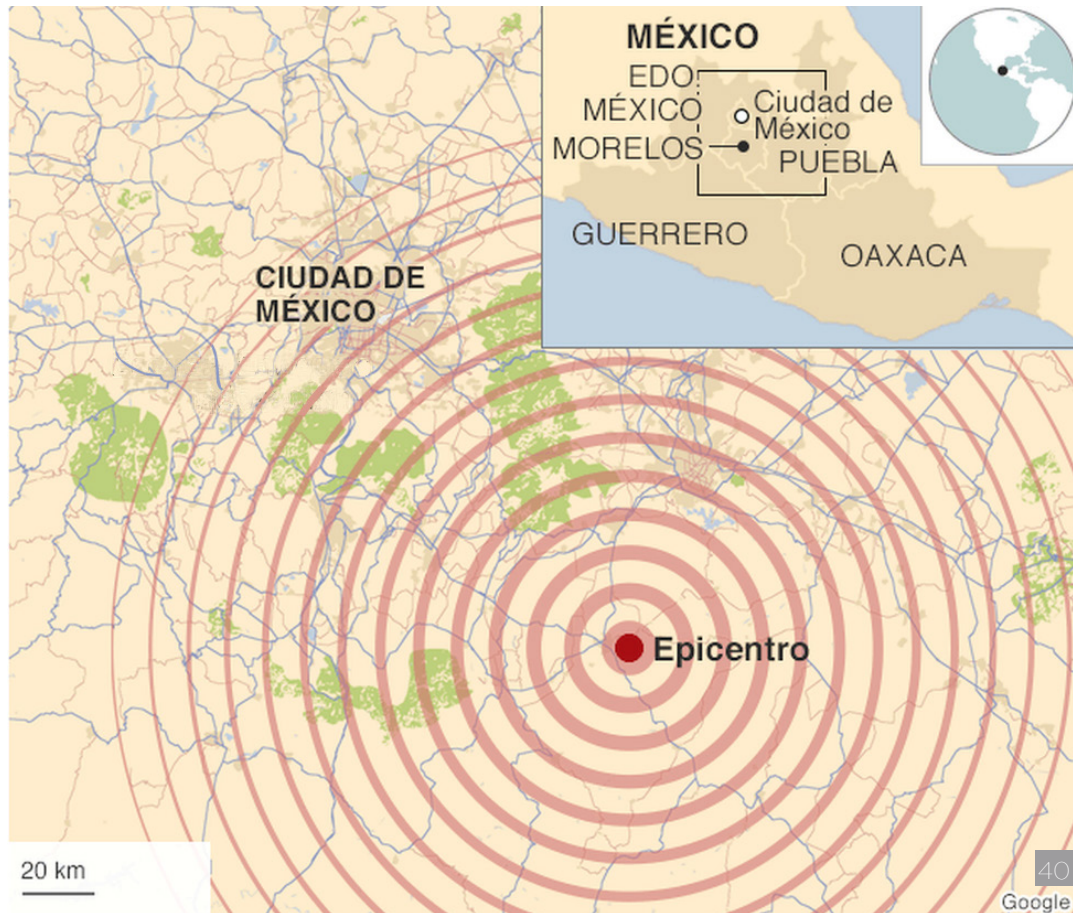 MÉXICO
EDO
MÉXICO
Ciudad de
México
MORELOS
PUEBLA
GUERRERO
OAXACA
CIUDAD DE
MÉXICO
Epicentro
20 km
40
Google